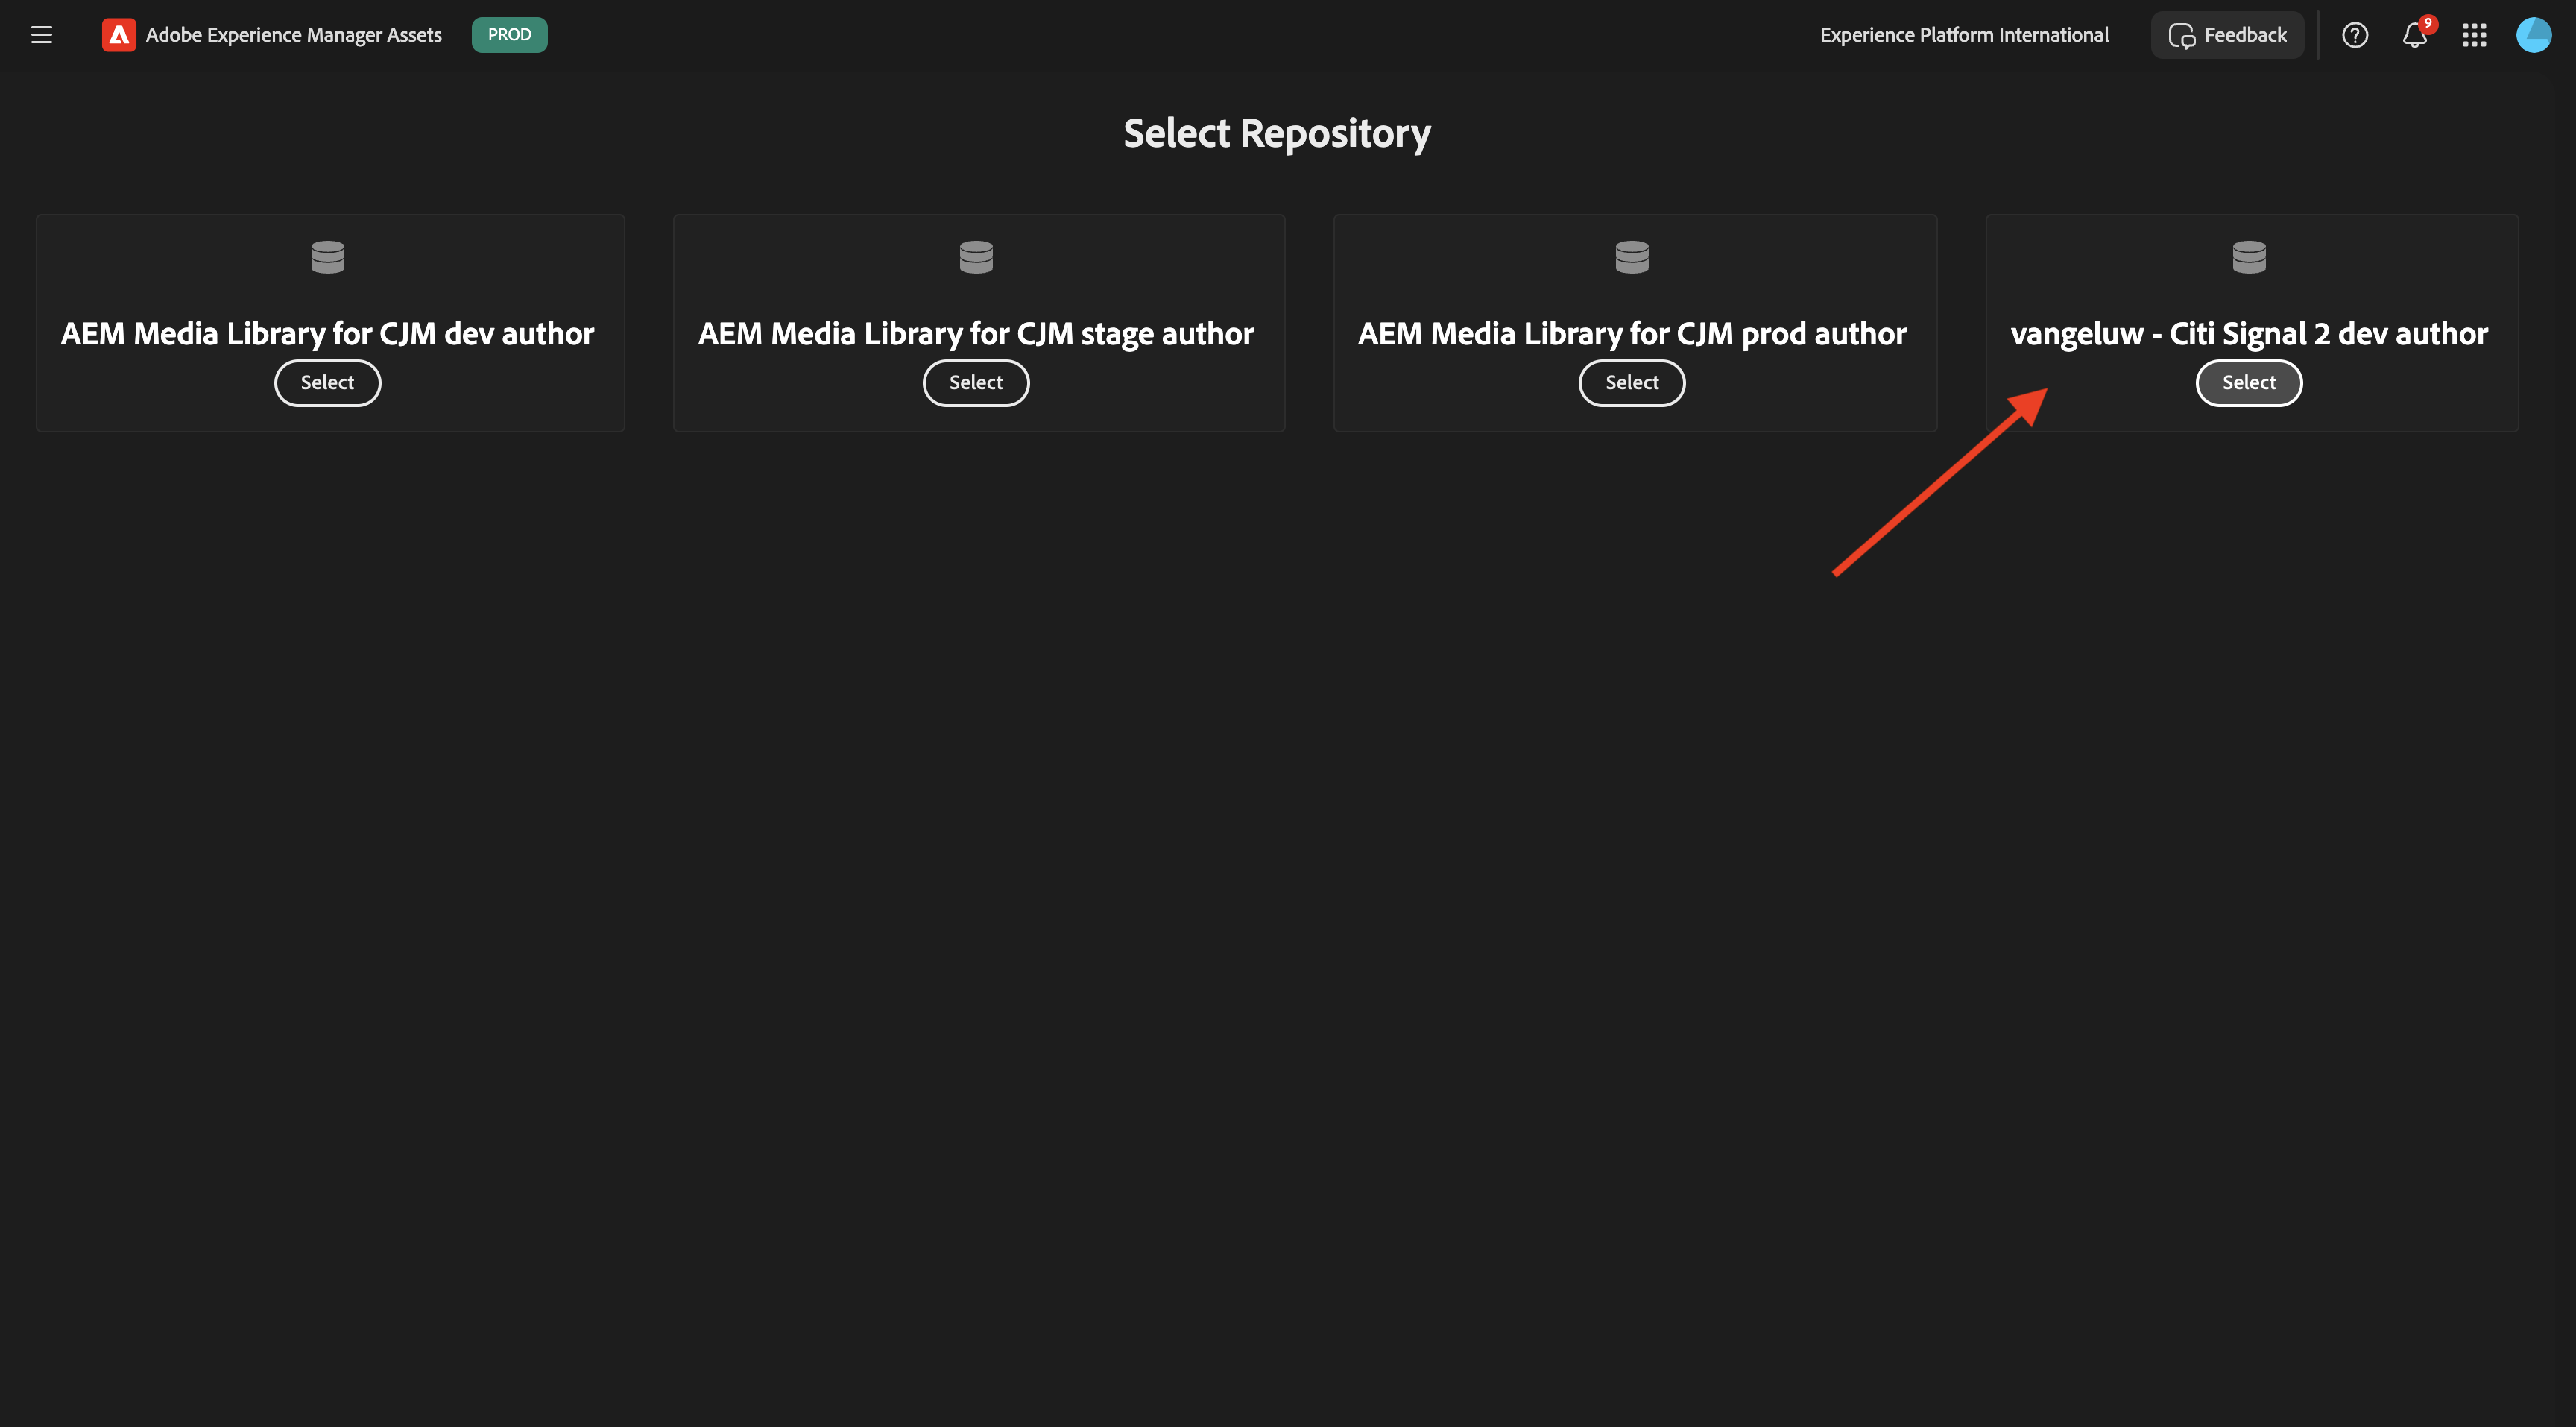 Adobe Experience Manager Assets
PROD
Experience Platform International
Feedback
9
Select Repository
AEM Media Library for CJM dev author
Select
AEM Media Library for CJM stage author
Select
AEM Media Library for CJM prod author
Select
vangeluw - Citi Signal 2 dev author
Select